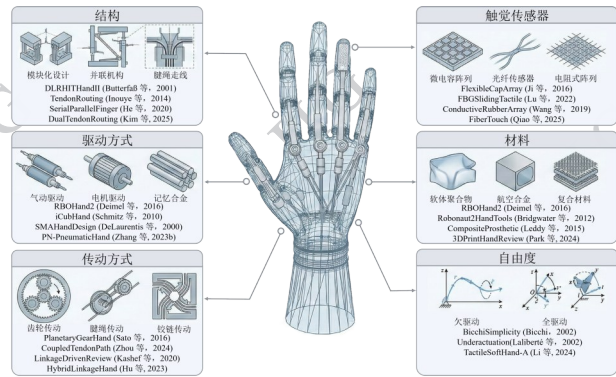 结构
模块化设计 并联机构 腱绳走线
DLRHITHandII (Butterfaß 等，2001)
TendonRouting (Inouye 等，2014)
SerialParallelFinger (He 等，2020)
DualTendonRouting (Kim 等，2025)
驱动方式
气动驱动 电机驱动 记忆合金
RBOHand2 (Deimel 等，2016)
iCubHand (Schmitz 等，2010)
SMAHandDesign (DeLaurentis 等，2000)
PN-PneumaticHand (Zhang 等, 2023b)
传动方式
齿轮传动 腱绳传动 铰链传动
PlanetaryGearHand (Sato 等，2016)
CoupledTendonPath (Zhou 等，2024)
LinkageDrivenReview (Kashef 等，2020)
HybridLinkageHand (Hu 等，2023)
触觉传感器
微电容阵列 光纤传感器 电阻式阵列
FlexibleCapArray (Ji 等，2016)
FBGSlidingTactile (Lu 等，2022)
ConductiveRubberArray (Wang 等，2019)
FiberTouch (Qiao 等，2025)
材料
软体聚合物 航空合金 复合材料
RBOHand2 (Deimel 等，2016)
Robonaut2HandTools (Bridgwater 等，2012)
CompositeProsthetic (Leddy 等，2015)
3DPrintHandReview (Park 等，2024)
自由度
欠驱动 全驱动
BicchiSimplicity (Bicchi，2002)
Underactuation(Laliberté 等，2002)
TactileSoftHand-A (Li 等，2024)